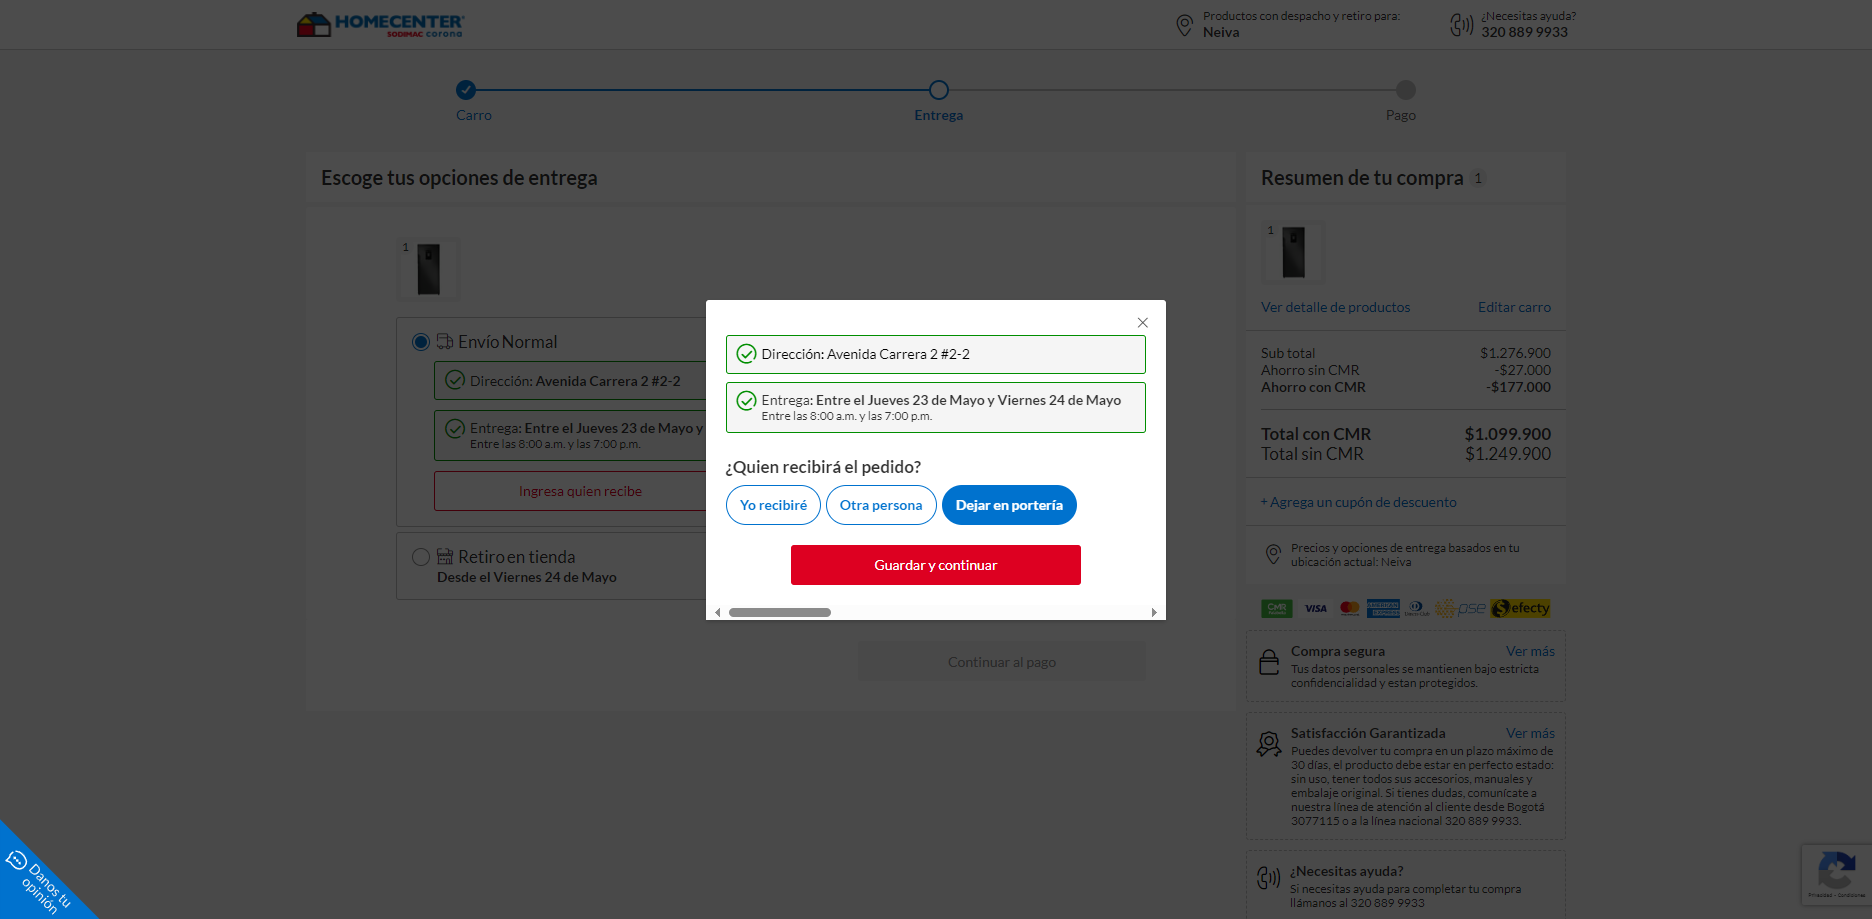 HOMECENTER
SODIMAC corona
Productos con despacho y retiro para:
Neiva
¿Necesitas ayuda?
320 889 9933
Carro
Entrega
Pago
Escoge tus opciones de entrega
1
Envío Normal
Dirección: Avenida Carrera 2 #2-2
Entrega: Entre el Jueves 23 de Mayo y
Entre las 8:00 a.m. y las 7:00 p.m.
Ingresa quien recibe
Retiro en tienda
Desde el Viernes 24 de Mayo
Continuar al pago
Dirección: Avenida Carrera 2 #2-2
Entrega: Entre el Jueves 23 de Mayo y Viernes 24 de Mayo
Entre las 8:00 a.m. y las 7:00 p.m.
¿Quien recibirá el pedido?
Yo recibiré Otra persona Dejar en portería
Guardar y continuar
Resumen de tu compra 1
1
Ver detalle de productos Editar carro
Sub total $1.276.900
Ahorro sin CMR -$27.000
Ahorro con CMR -$177.000
Total con CMR $1.099.900
Total sin CMR $1.249.900
+ Agrega un cupón de descuento
Precios y opciones de entrega basados en tu
ubicación actual: Neiva
CMR VISA AMERICAN EXPRESS pse efecty
Compra segura Ver más
Tus datos personales se mantienen bajo estricta
confidencialidad y estan protegidos.
Satisfacción Garantizada Ver más
Puedes devolver tu compra en un plazo máximo de
30 días, el producto debe estar en perfecto estado:
sin uso, tener todos sus accesorios, manuales y
embalaje original. Si tienes dudas, comunícate a
nuestra línea de atención al cliente desde Bogotá
3077115 o a la línea nacional 320 889 9933.
¿Necesitas ayuda?
Si necesitas ayuda para completar tu compra
llámanos al 320 889 9933
Danos tu
opinión
Privacidad - Condiciones